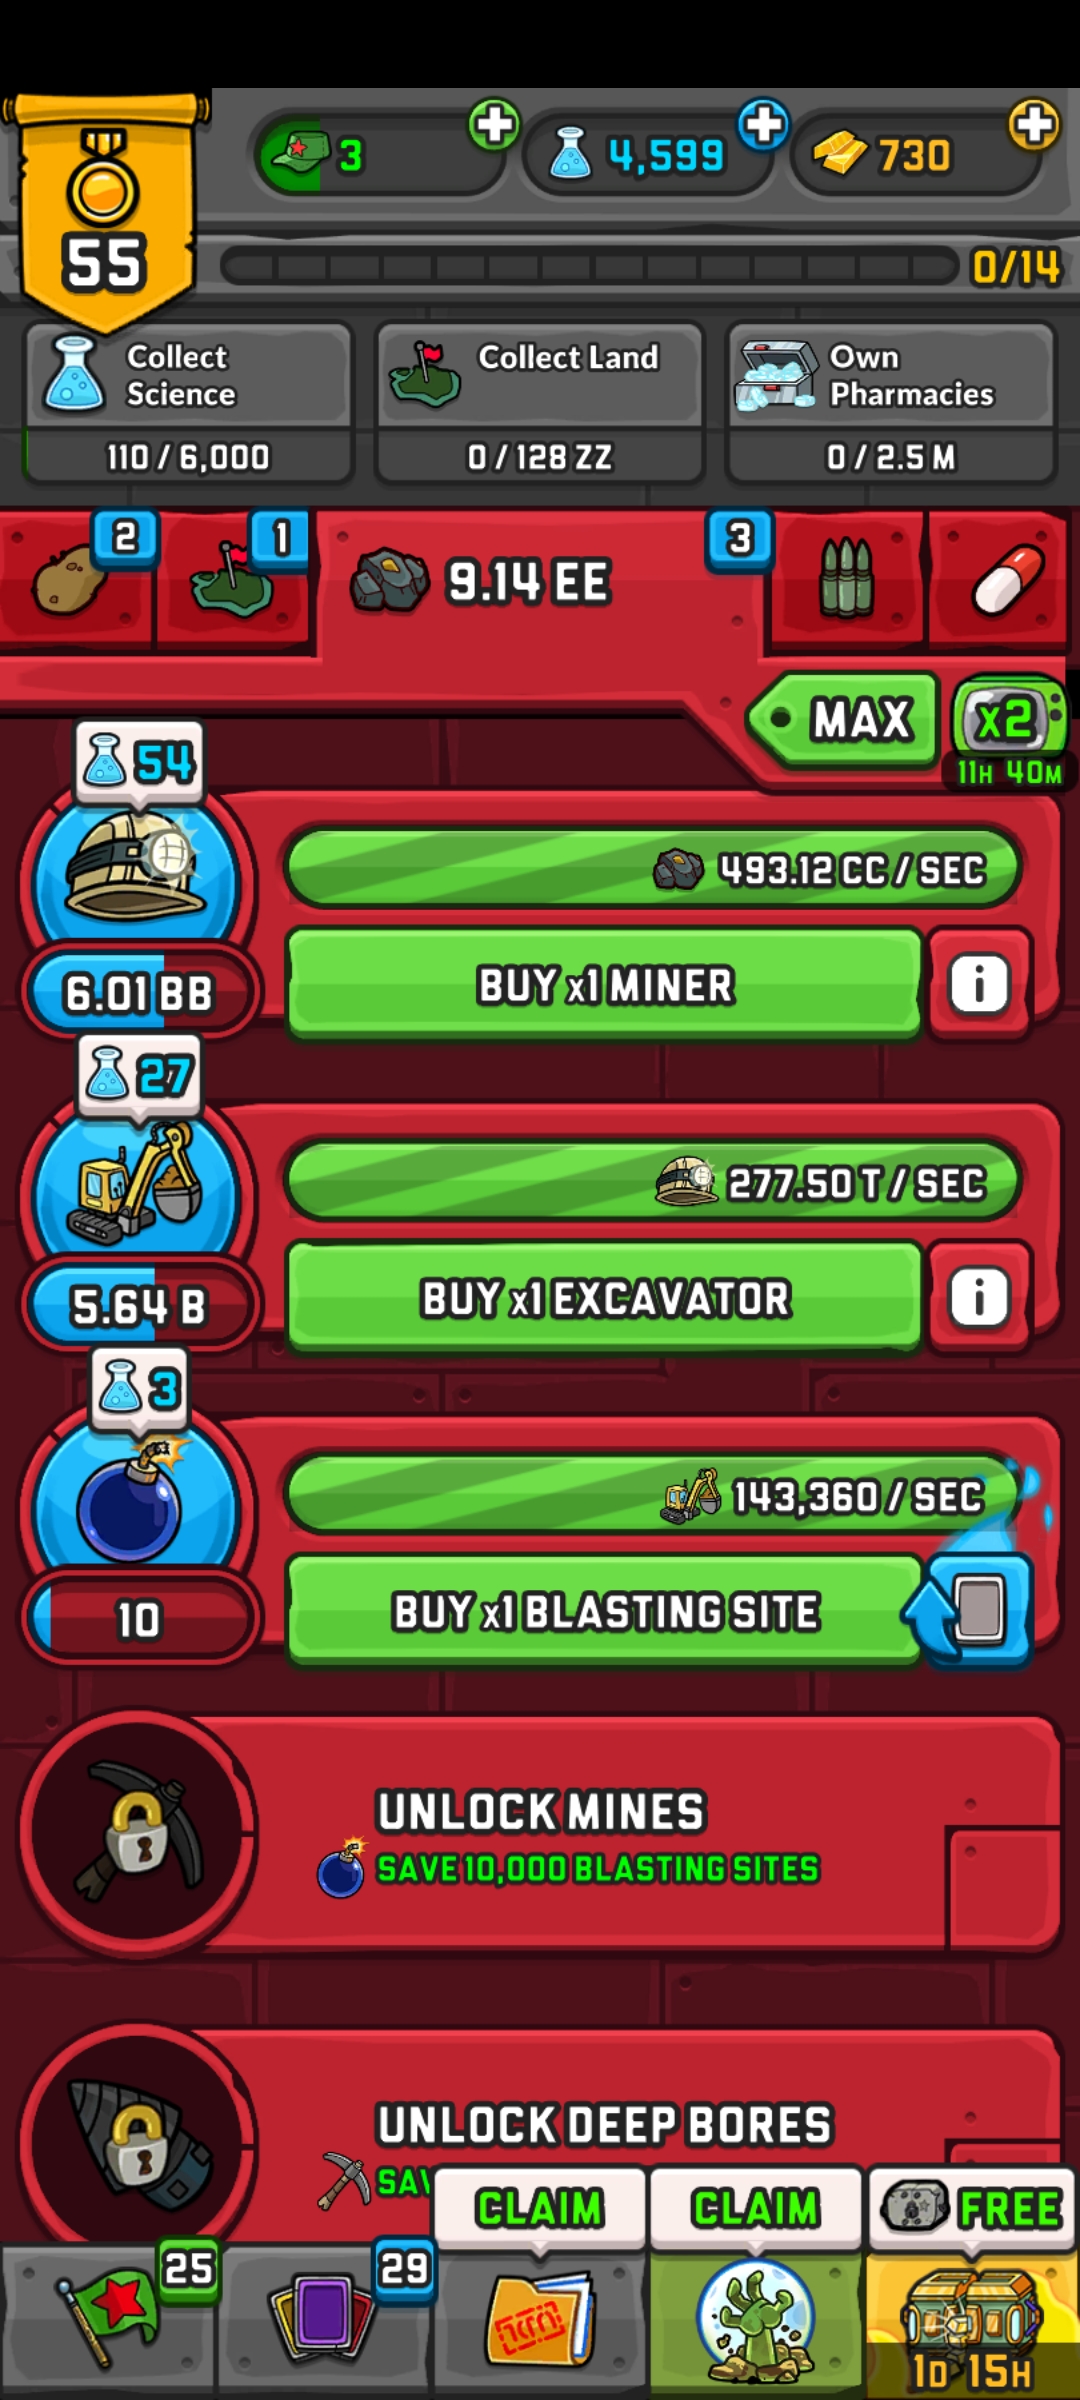 3
4,599
730
55
0/14
Collect
Science
110 / 6,000
Collect Land
0 / 128 ZZ
Own
Pharmacies
0 / 2.5 M
2
1
9.14 EE
3
MAX
x2
11H 40M
54
493.12 CC / SEC
6.01 BB
BUY x1 MINER
i
27
277.50 T / SEC
5.64 B
BUY x1 EXCAVATOR
i
3
143,360 / SEC
10
BUY x1 BLASTING SITE
UNLOCK MINES
SAVE 10,000 BLASTING SITES
UNLOCK DEEP BORES
CLAIM
CLAIM
FREE
25
29
1D 15H